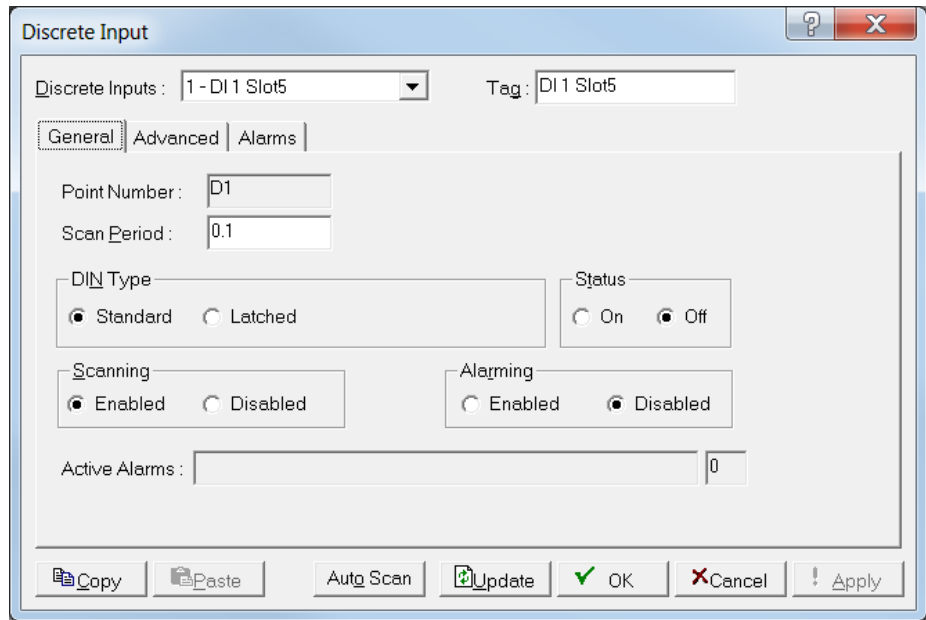 Discrete Input
Discrete Inputs : 1 - DI 1 Slot5 Tag : DI 1 Slot5
General Advanced Alarms
Point Number : D1
Scan Period : 0.1
DIN Type Status
Standard Latched On Off
Scanning Alarming
Enabled Disabled Enabled Disabled
Active Alarms : 0
Copy Paste Auto Scan Update OK Cancel ! Apply